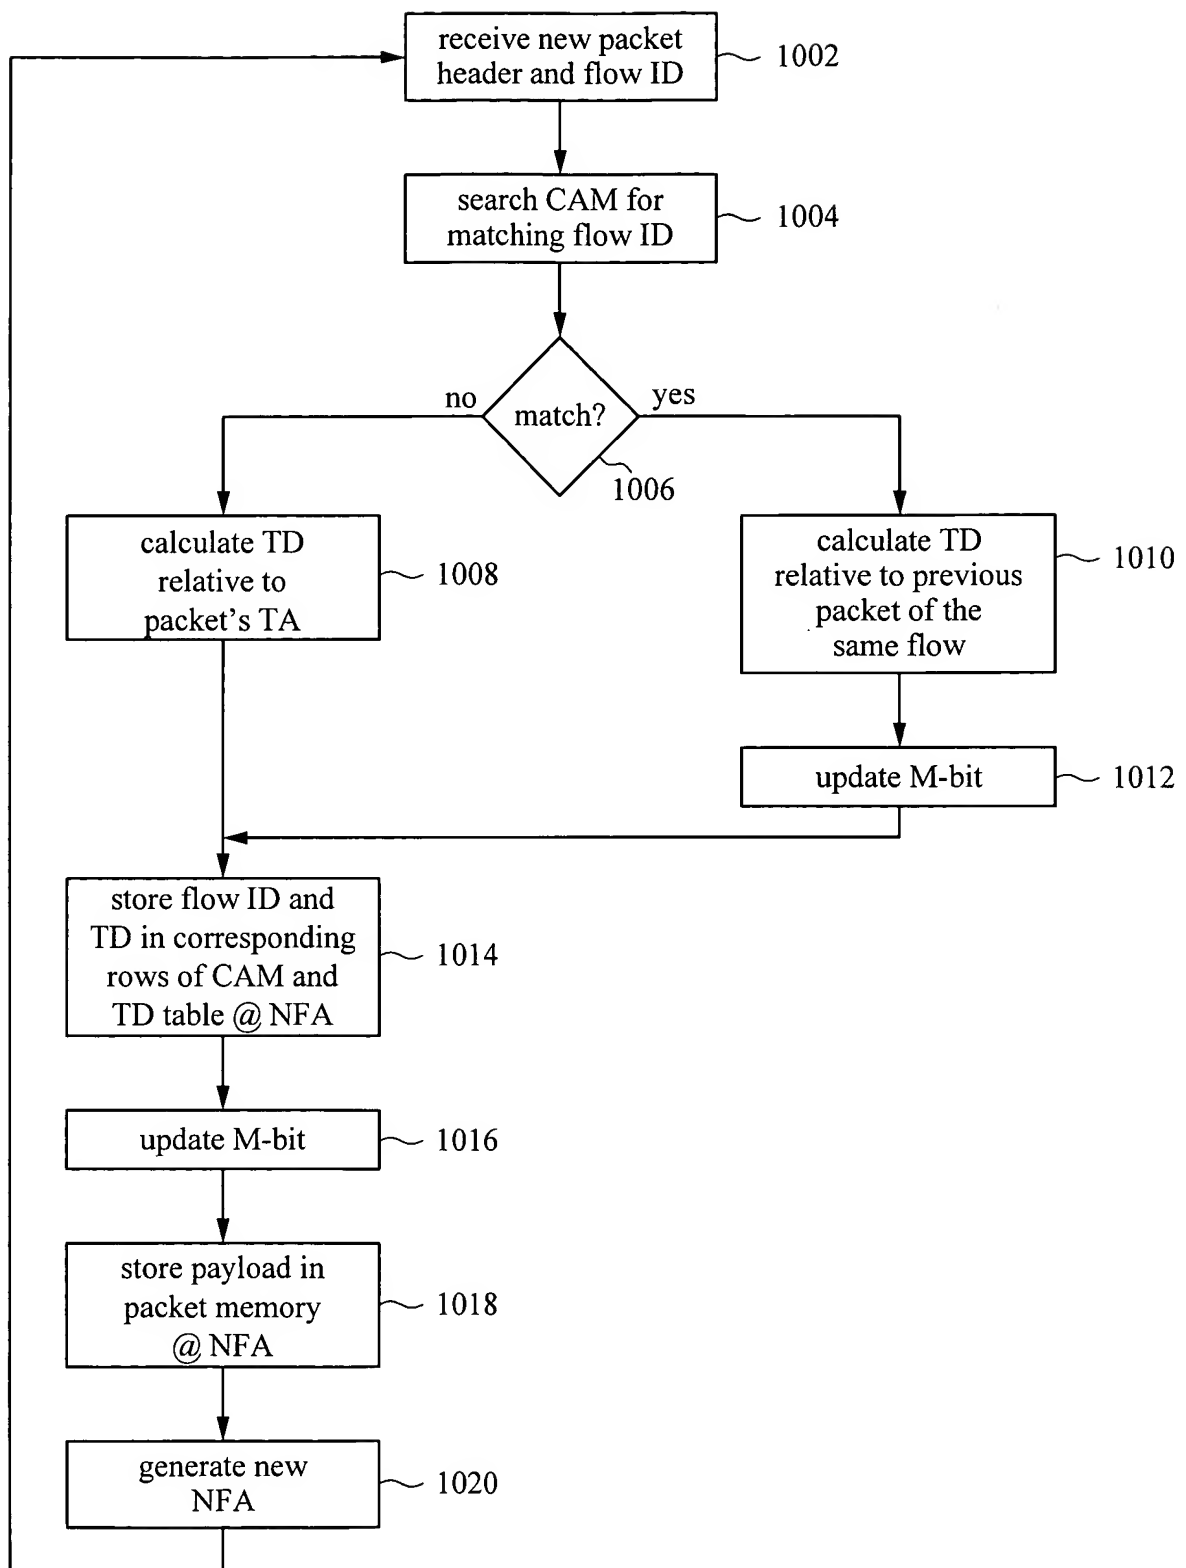 receive new packet
header and flow ID
1002
search CAM for
matching flow ID
1004
no
match?
yes
1006
calculate TD
relative to
packet's TA
1008
calculate TD
relative to previous
packet of the
same flow
1010
update M-bit
1012
store flow ID and
TD in corresponding
rows of CAM and
TD table @ NFA
1014
update M-bit
1016
store payload in
packet memory
@ NFA
1018
generate new
NFA
1020